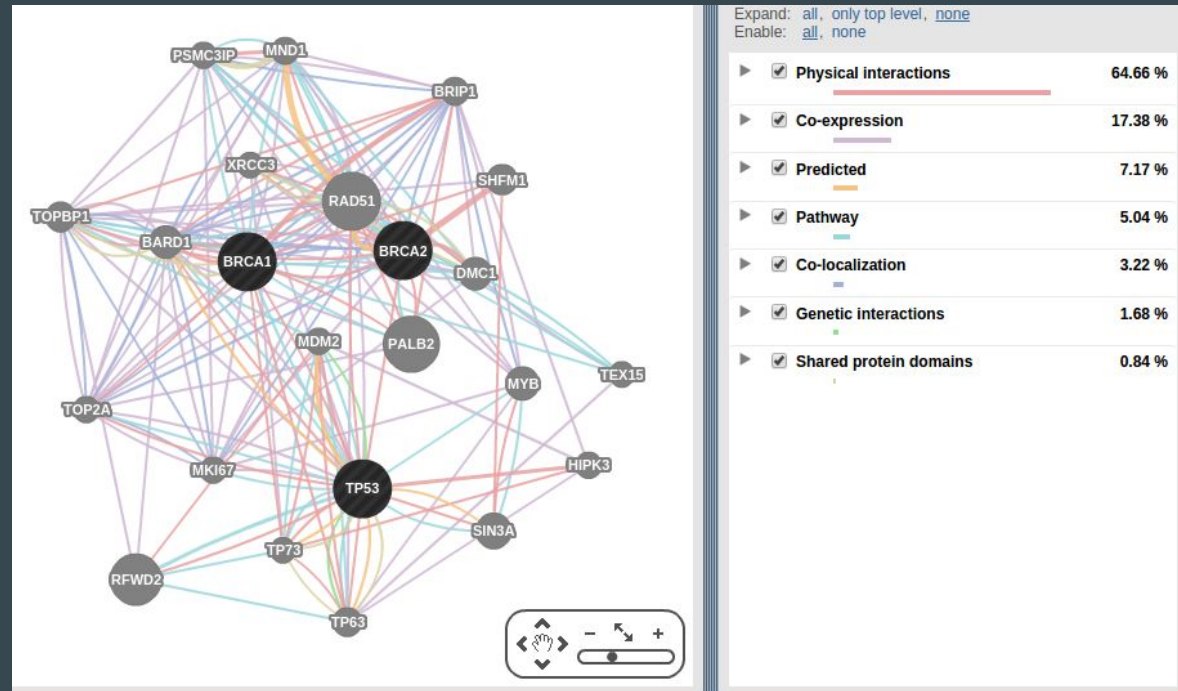 Expand: all, only top level, none
Enable: all, none
Physical interactions 64.66 %
Co-expression 17.38 %
Predicted 7.17 %
Pathway 5.04 %
Co-localization 3.22 %
Genetic interactions 1.68 %
Shared protein domains 0.84 %
PSMC3IP
MND1
BRIP1
XRCC3
SHFM1
RAD51
TOPBP1
BARD1
BRCA1
BRCA2
DMC1
MDM2
PALB2
MYB
TEX15
TOP2A
MKI67
HIPK3
TP53
SIN3A
TP73
RFWD2
TP63